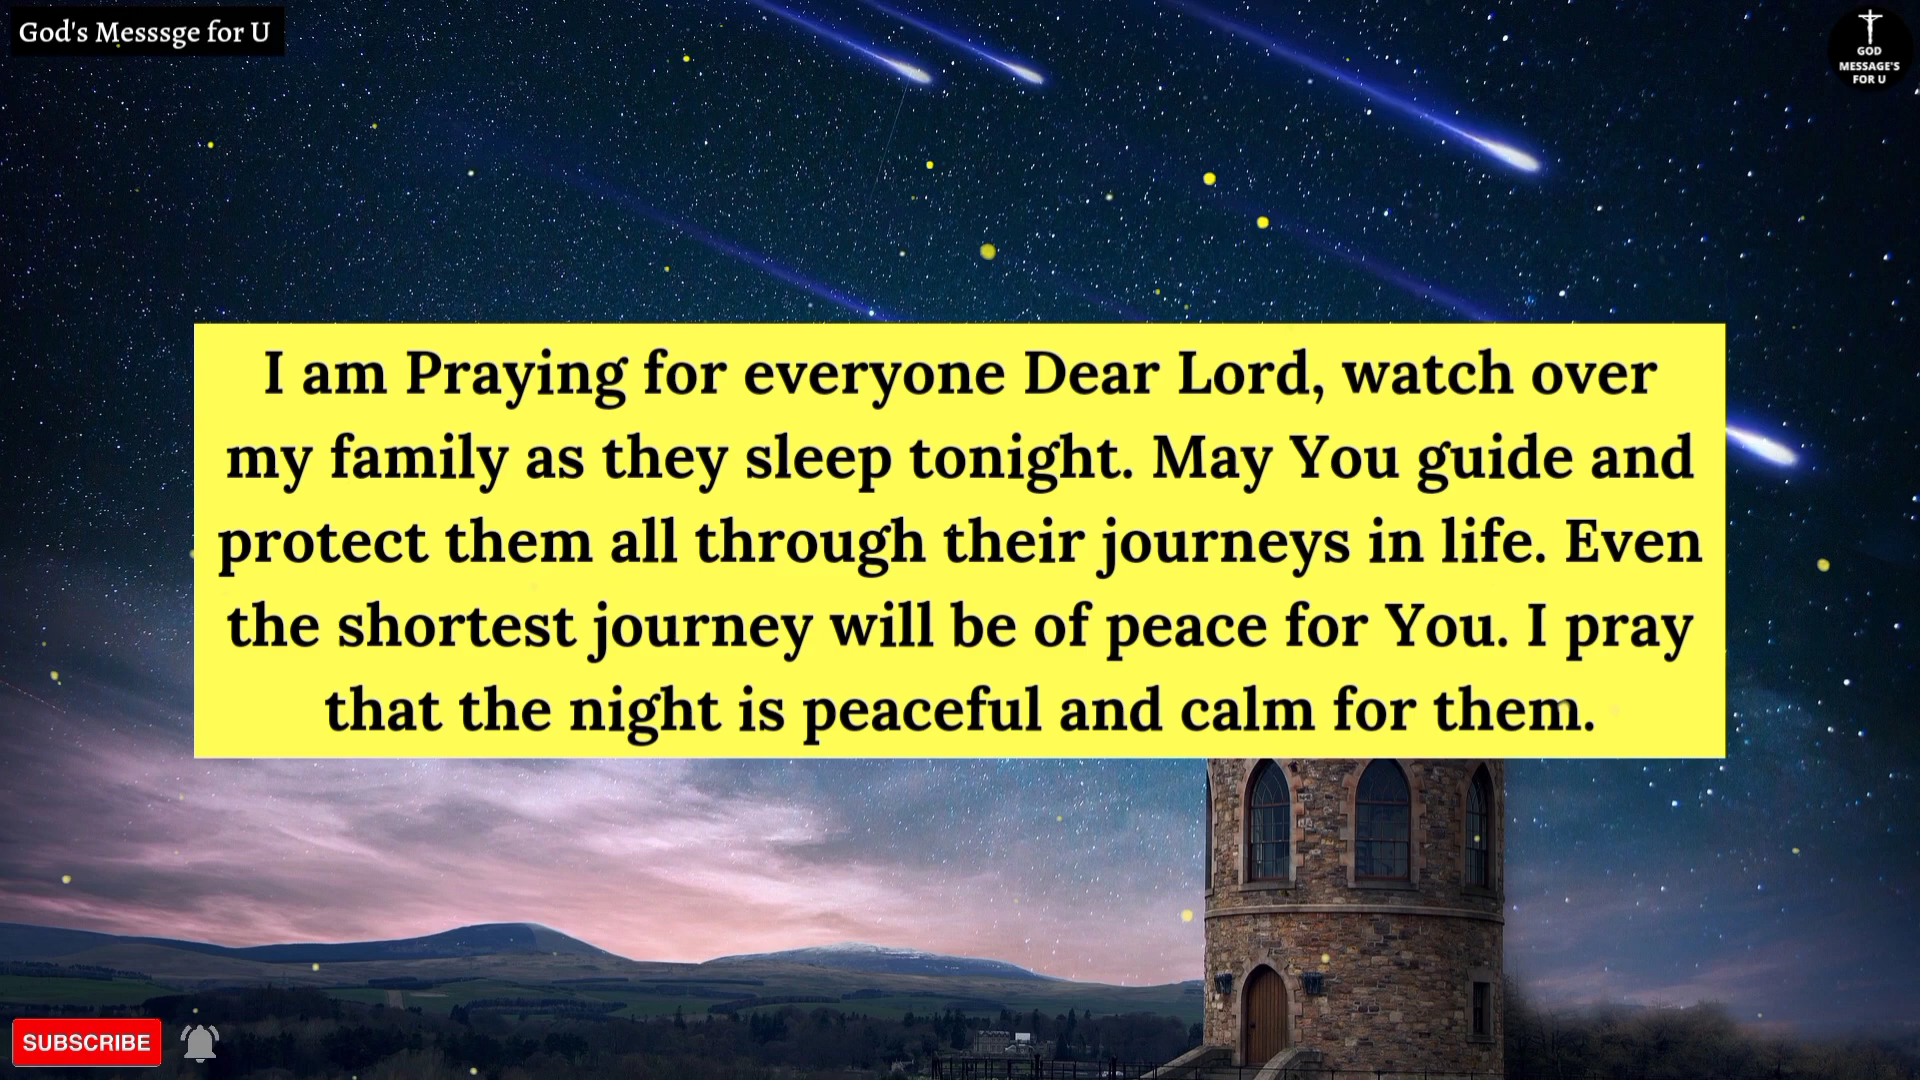 God's Messsge for U
GOD
MESSAGE'S
FOR U
I am Praying for everyone Dear Lord, watch over
my family as they sleep tonight. May You guide and
protect them all through their journeys in life. Even
the shortest journey will be of peace for You. I pray
that the night is peaceful and calm for them.
SUBSCRIBE